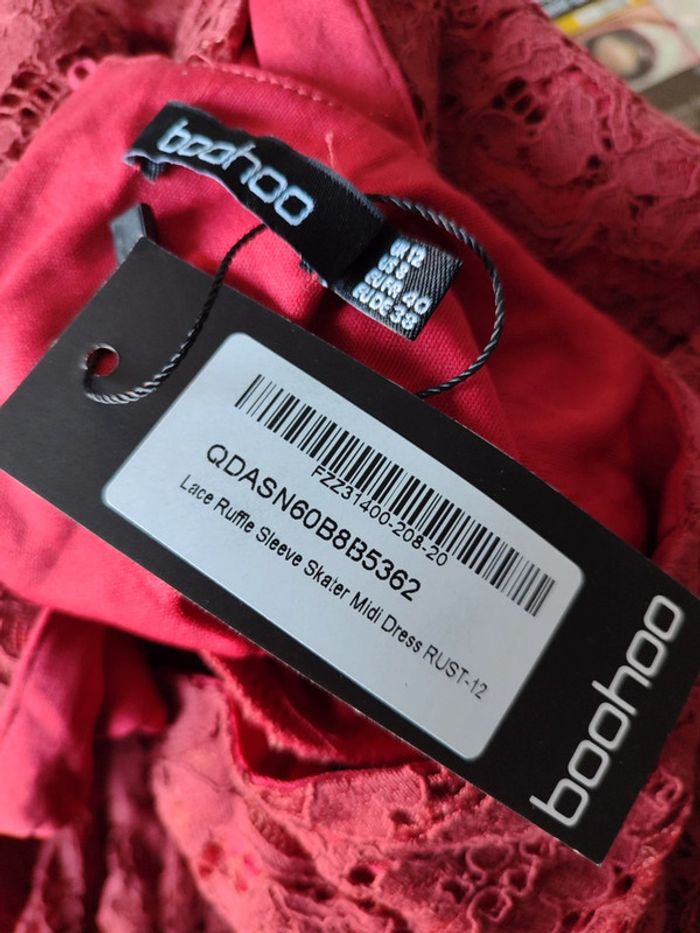 boohoo
UK 12
US 8
EUFR 40
EUDE 38
FZZ31400-208-20
QDASN60B8B5362
Lace Ruffle Sleeve Skater Midi Dress RUST-12
boohoo